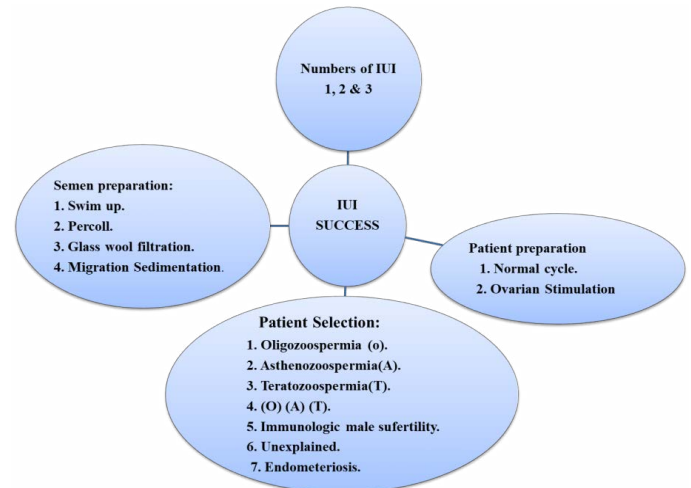 Numbers of IUI
1, 2 & 3
Semen preparation:
1. Swim up.
2. Percoll.
3. Glass wool filtration.
4. Migration Sedimentation.
IUI
SUCCESS
Patient preparation
1. Normal cycle.
2. Ovarian Stimulation
Patient Selection:
1. Oligozoospermia (o).
2. Asthenozoospermia(A).
3. Teratozoospermia(T).
4. (O) (A) (T).
5. Immunologic male sufertility.
6. Unexplained.
7. Endometeriosis.